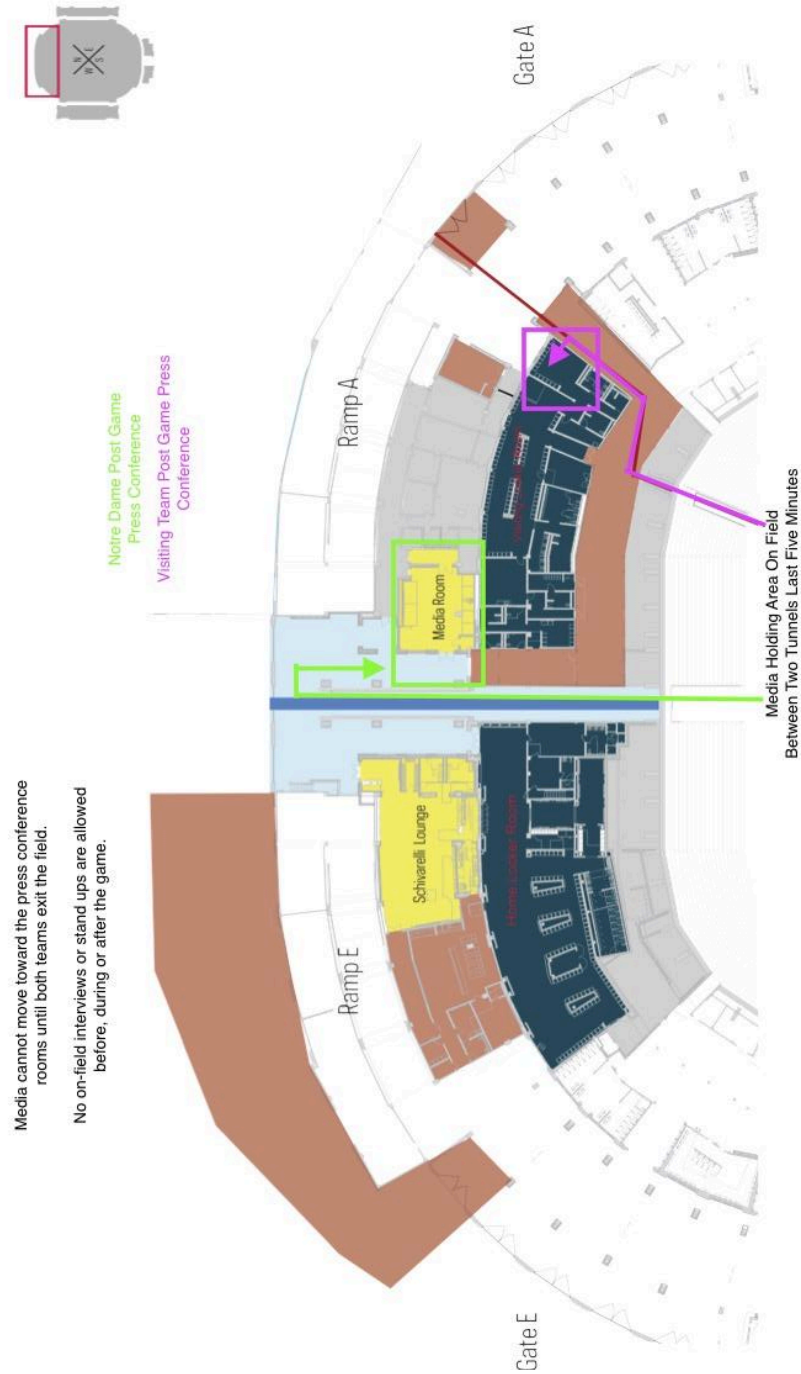 Media cannot move toward the press conference
rooms until both teams exit the field.
No on-field interviews or stand ups are allowed
before, during or after the game.
Notre Dame Post Game
Press Conference
Visiting Team Post Game Press
Conference
N
E
W
S
Gate E
Ramp E
Ramp A
Gate A
Schivarelli Lounge
Media Room
Home Locker Room
Media Holding Area On Field
Between Two Tunnels Last Five Minutes